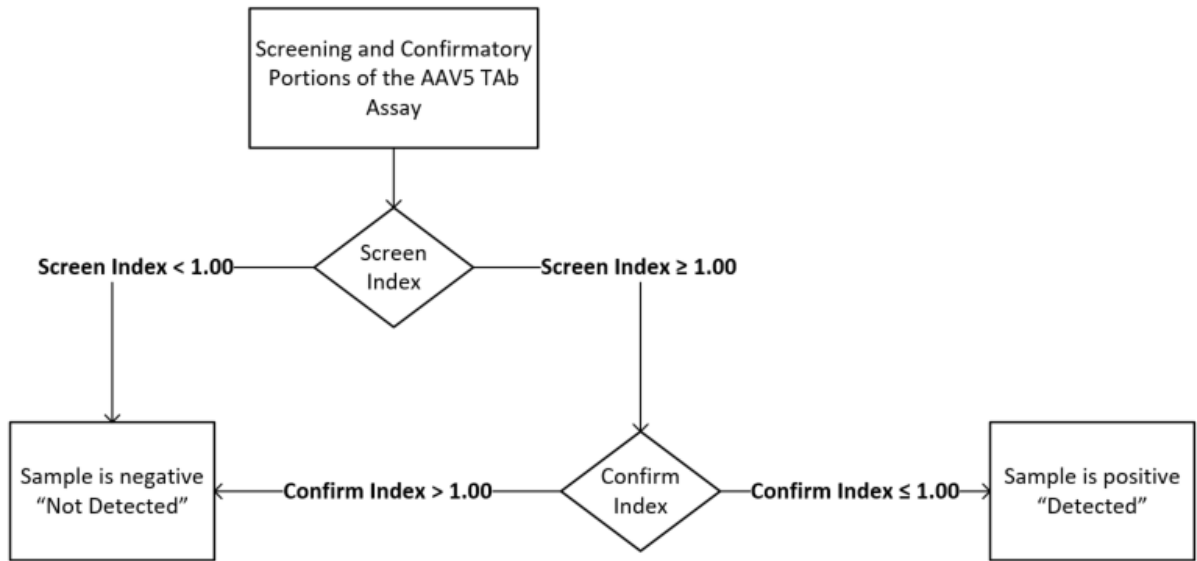 Screening and Confirmatory
Portions of the AAV5 TAb
Assay
Screen
Index
Screen Index < 1.00
Screen Index ≥ 1.00
Sample is negative
“Not Detected”
Confirm Index > 1.00
Confirm
Index
Confirm Index ≤ 1.00
Sample is positive
“Detected”